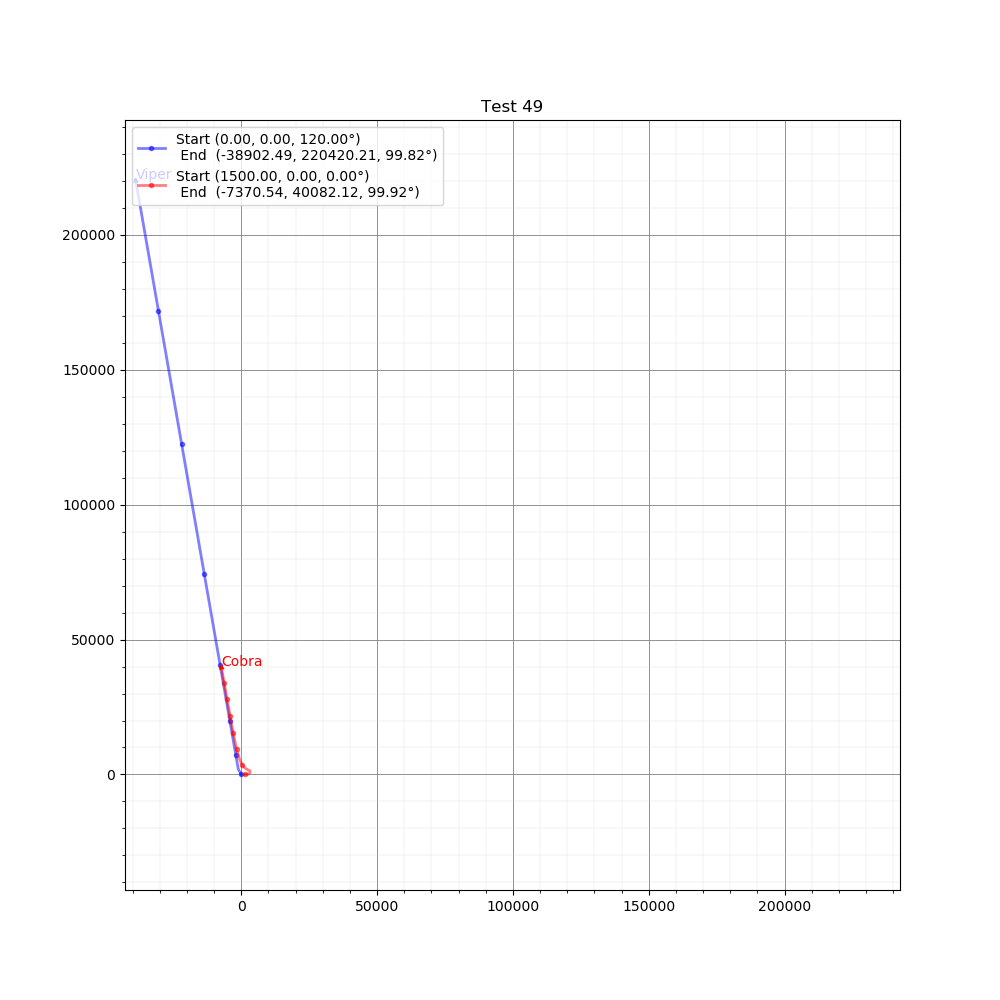 Test 49
Start (0.00, 0.00, 120.00°)
End (-38902.49, 220420.21, 99.82°)
Viper
Start (1500.00, 0.00, 0.00°)
End (-7370.54, 40082.12, 99.92°)
200000
150000
100000
50000
Cobra
0
0 50000 100000 150000 200000